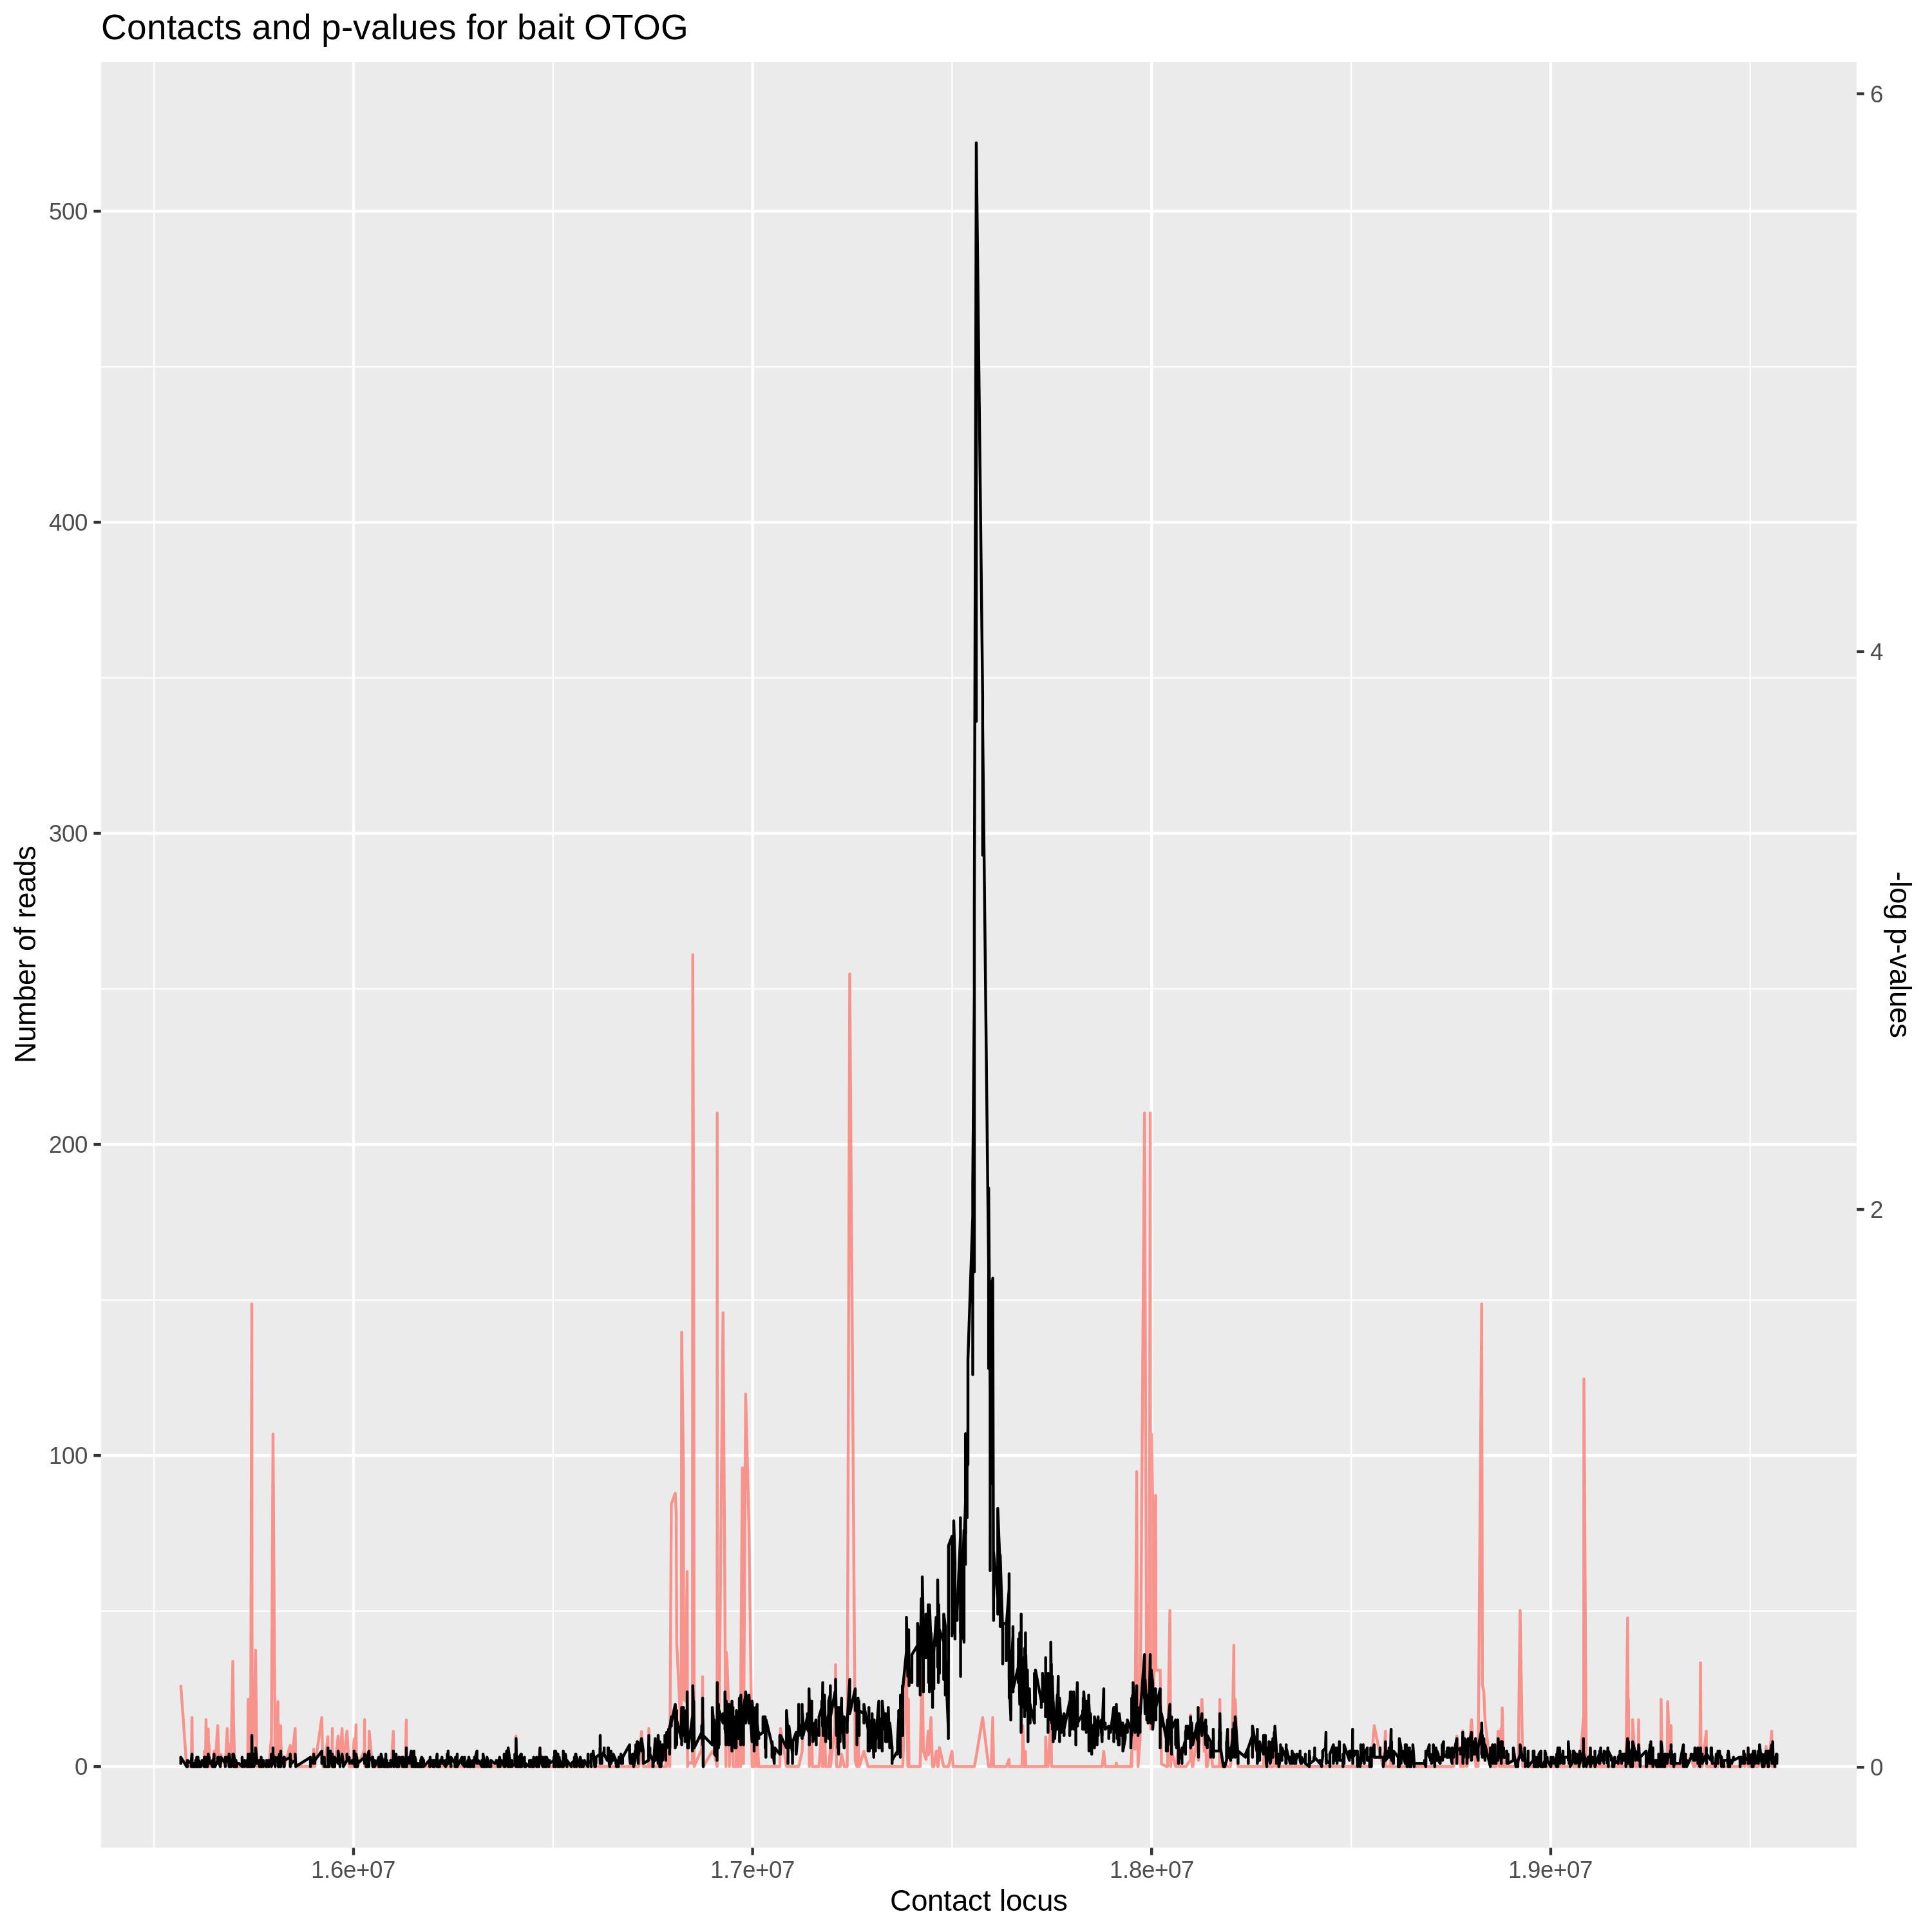 Contacts and p-values for bait OTOG
6
500
400
4
300
Number of reads
-log p-values
200
2
100
0
0
1.6e+07
1.7e+07
1.8e+07
1.9e+07
Contact locus